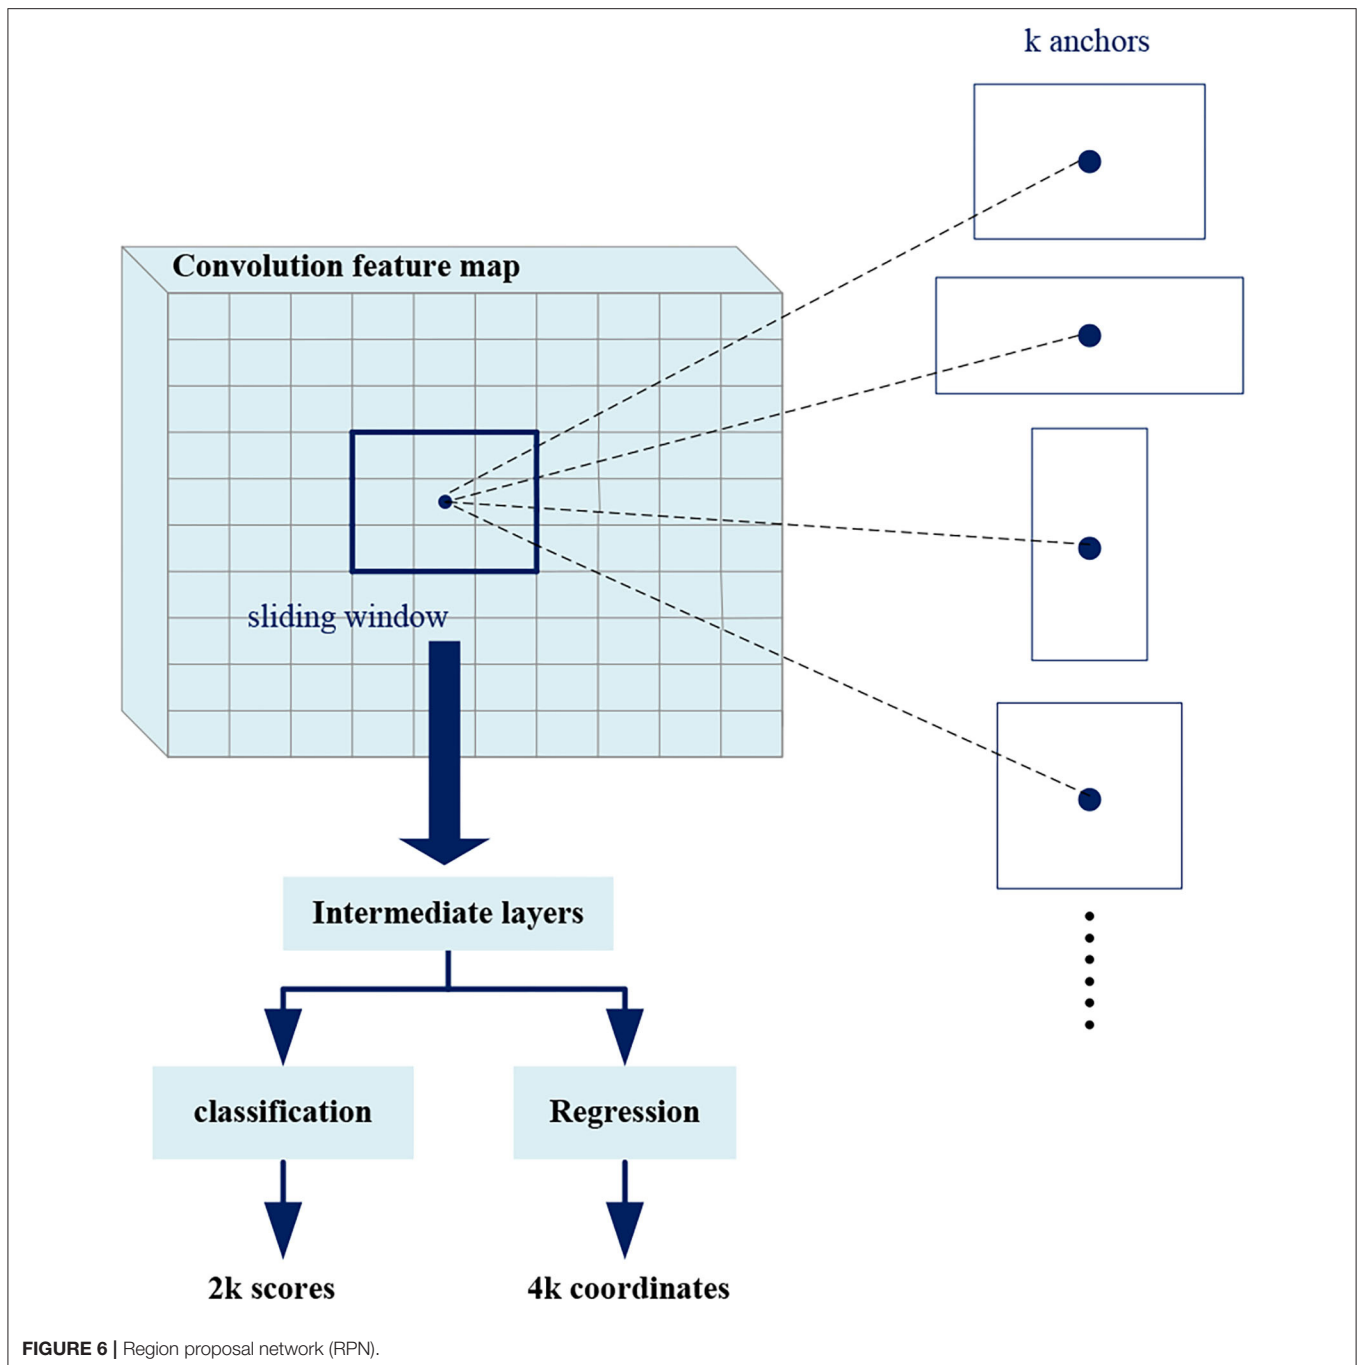 k anchors
Convolution feature map
sliding window
Intermediate layers
classification
Regression
2k scores
4k coordinates
FIGURE 6 | Region proposal network (RPN).